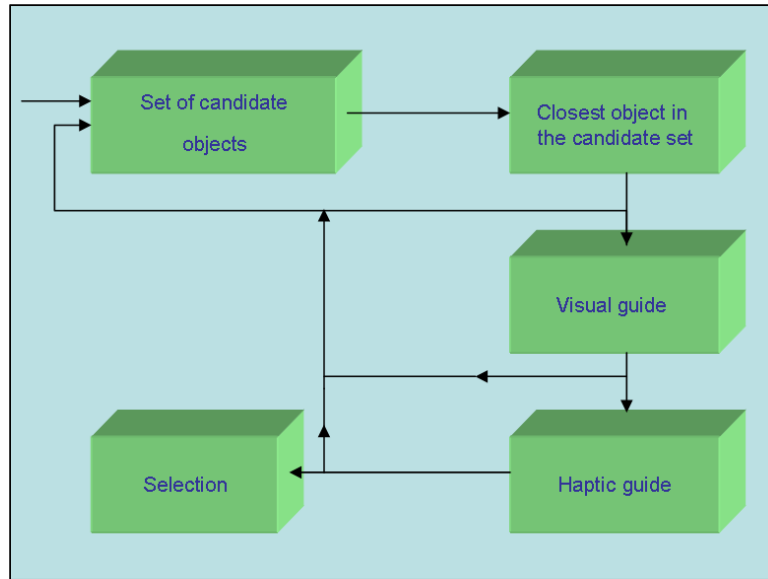 Set of candidate
objects
Closest object in
the candidate set
Visual guide
Selection
Haptic guide